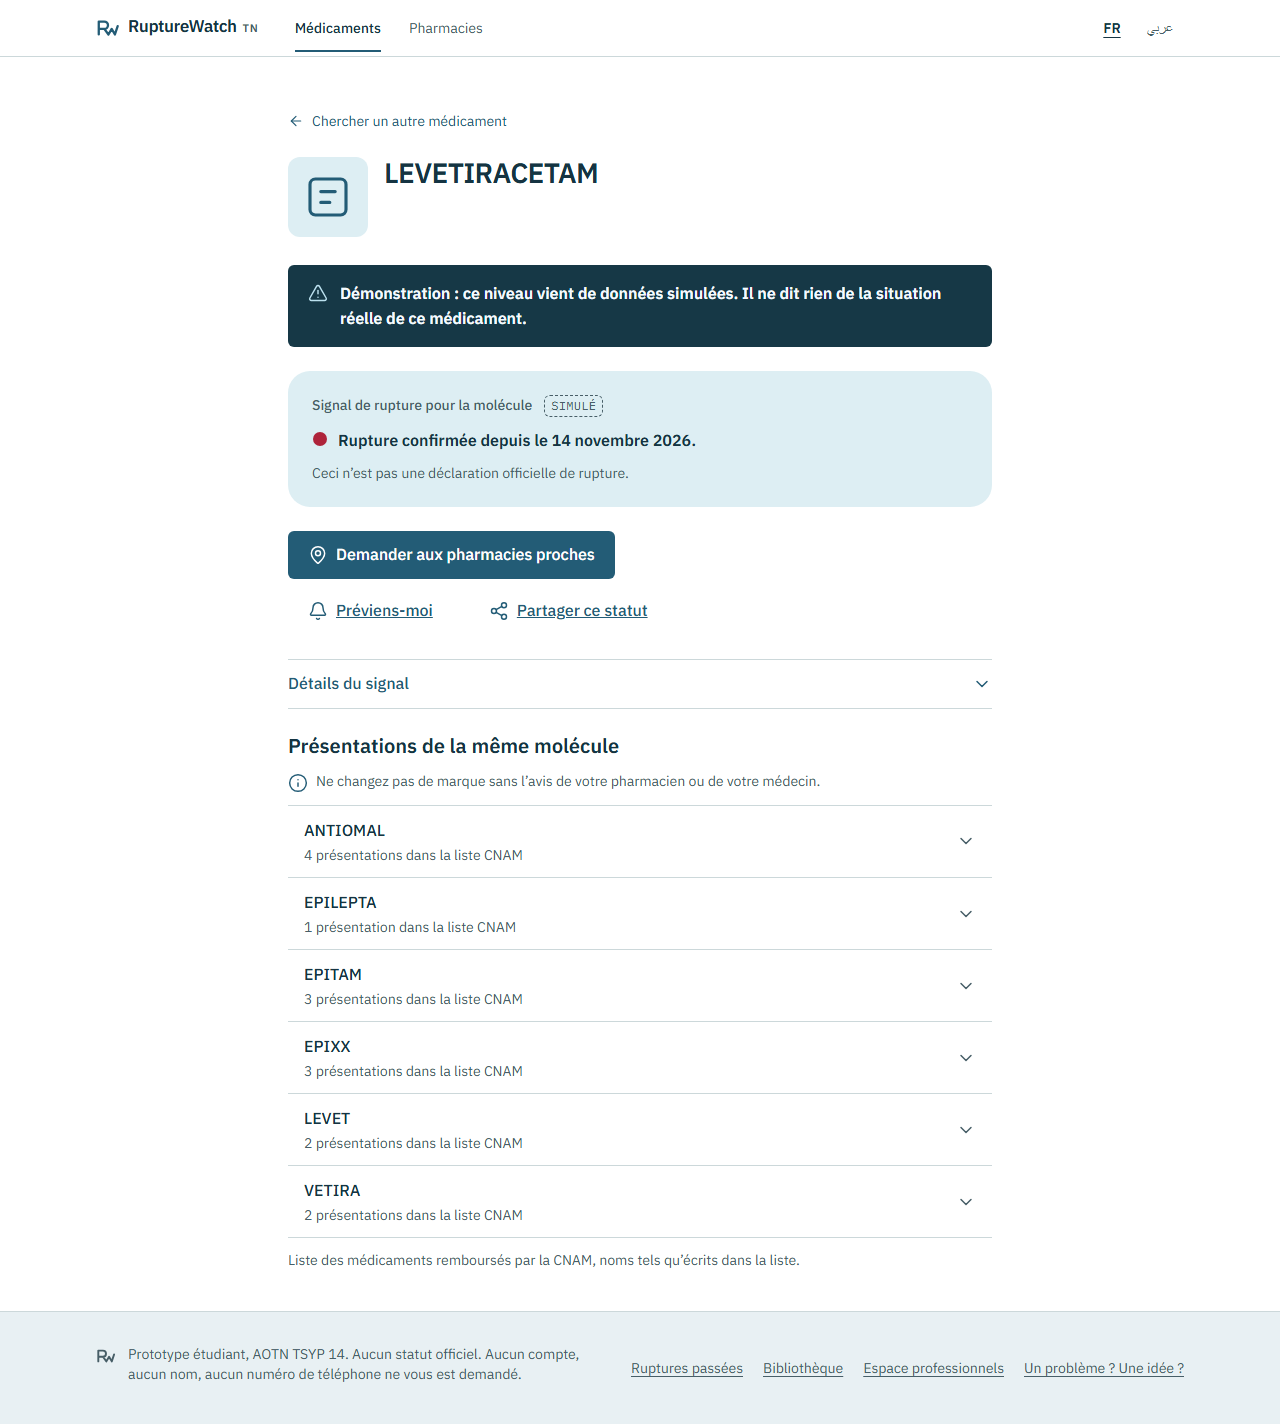 RuptureWatch TN
Médicaments
Pharmacies
FR
عربي
Chercher un autre médicament
LEVETIRACETAM
Démonstration : ce niveau vient de données simulées. Il ne dit rien de la situation
réelle de ce médicament.
Signal de rupture pour la molécule
SIMULÉ
Rupture confirmée depuis le 14 novembre 2026.
Ceci n’est pas une déclaration officielle de rupture.
Demander aux pharmacies proches
Préviens-moi
Partager ce statut
Détails du signal
Présentations de la même molécule
Ne changez pas de marque sans l’avis de votre pharmacien ou de votre médecin.
ANTIOMAL
4 présentations dans la liste CNAM
EPILEPTA
1 présentation dans la liste CNAM
EPITAM
3 présentations dans la liste CNAM
EPIXX
3 présentations dans la liste CNAM
LEVET
2 présentations dans la liste CNAM
VETIRA
2 présentations dans la liste CNAM
Liste des médicaments remboursés par la CNAM, noms tels qu’écrits dans la liste.
Prototype étudiant, AOTN TSYP 14. Aucun statut officiel. Aucun compte,
aucun nom, aucun numéro de téléphone ne vous est demandé.
Ruptures passées
Bibliothèque
Espace professionnels
Un problème ? Une idée ?